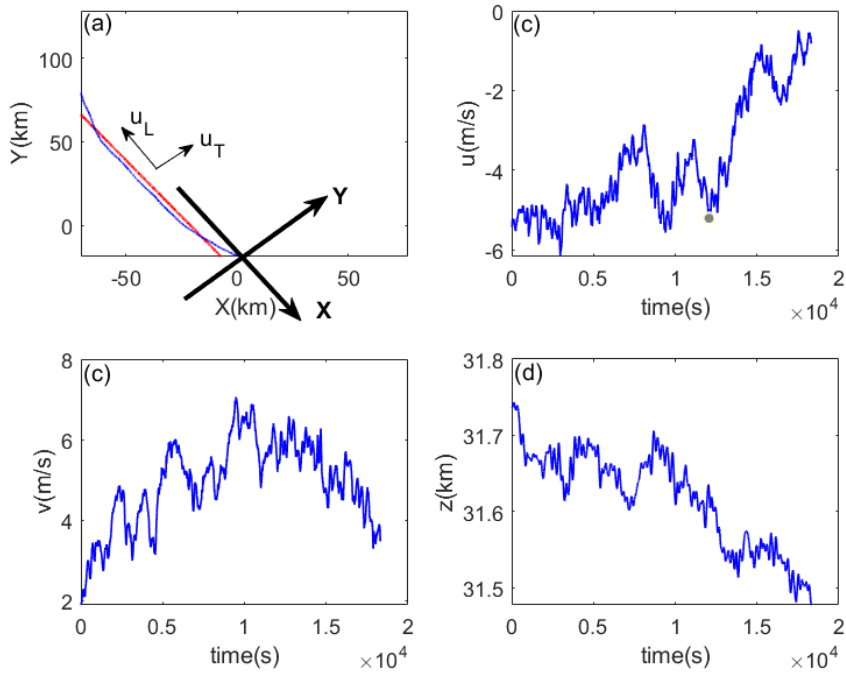 (a)
100
50
0
Y(km)
u_L
u_T
Y
X
-50
0
50
X(km)
(c)
0
-2
-4
-6
u(m/s)
0
0.5
1
1.5
2
time(s)
×10^4
(c)
8
6
4
2
v(m/s)
0
0.5
1
1.5
2
time(s)
×10^4
(d)
31.8
31.7
31.6
31.5
z(km)
0
0.5
1
1.5
2
time(s)
×10^4